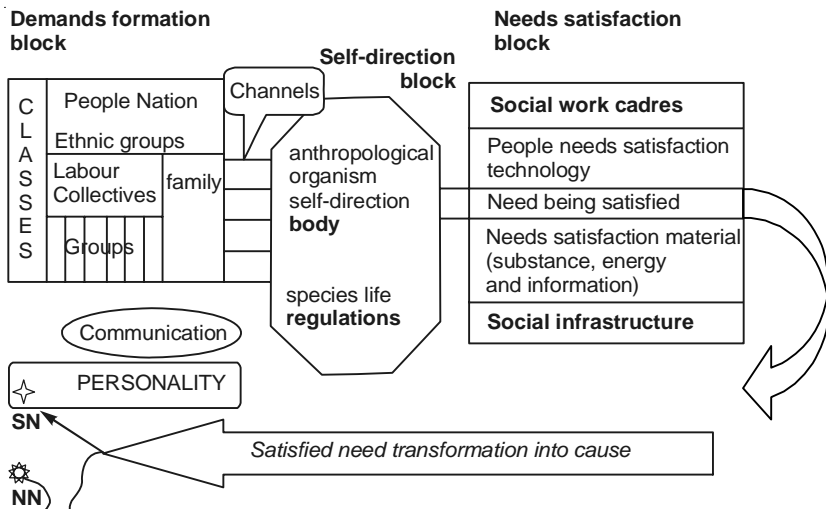 Demands formation
block
Self-direction
block
Needs satisfaction
block
CLASSES
People Nation
Ethnic groups
Labour
Collectives
family
Groups
Channels
anthropological
organism
self-direction
body
species life
regulations
Social work cadres
People needs satisfaction
technology
Need being satisfied
Needs satisfaction material
(substance, energy
and information)
Social infrastructure
Communication
PERSONALITY
SN
Satisfied need transformation into cause
NN